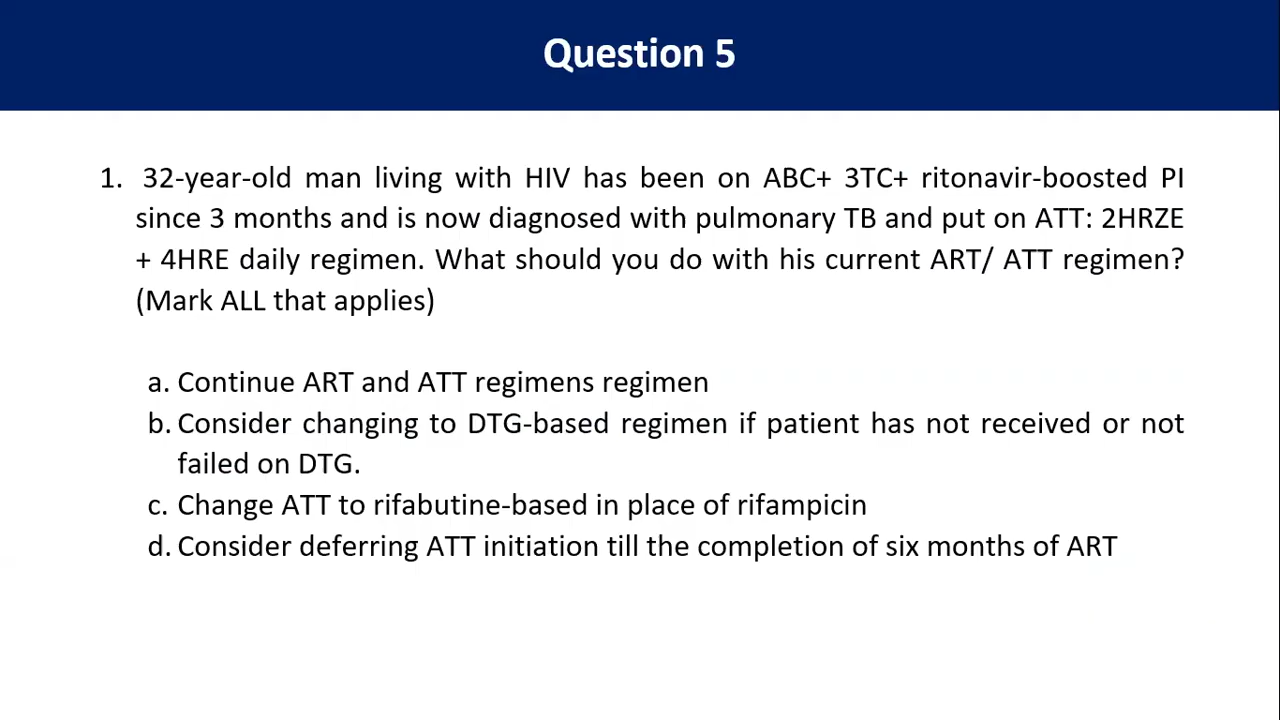 Question 5
1. 32-year-old man living with HIV has been on ABC+ 3TC+ ritonavir-boosted PI
since 3 months and is now diagnosed with pulmonary TB and put on ATT: 2HRZE
+ 4HRE daily regimen. What should you do with his current ART/ ATT regimen?
(Mark ALL that applies)
a. Continue ART and ATT regimens regimen
b. Consider changing to DTG-based regimen if patient has not received or not
failed on DTG.
c. Change ATT to rifabutine-based in place of rifampicin
d. Consider deferring ATT initiation till the completion of six months of ART